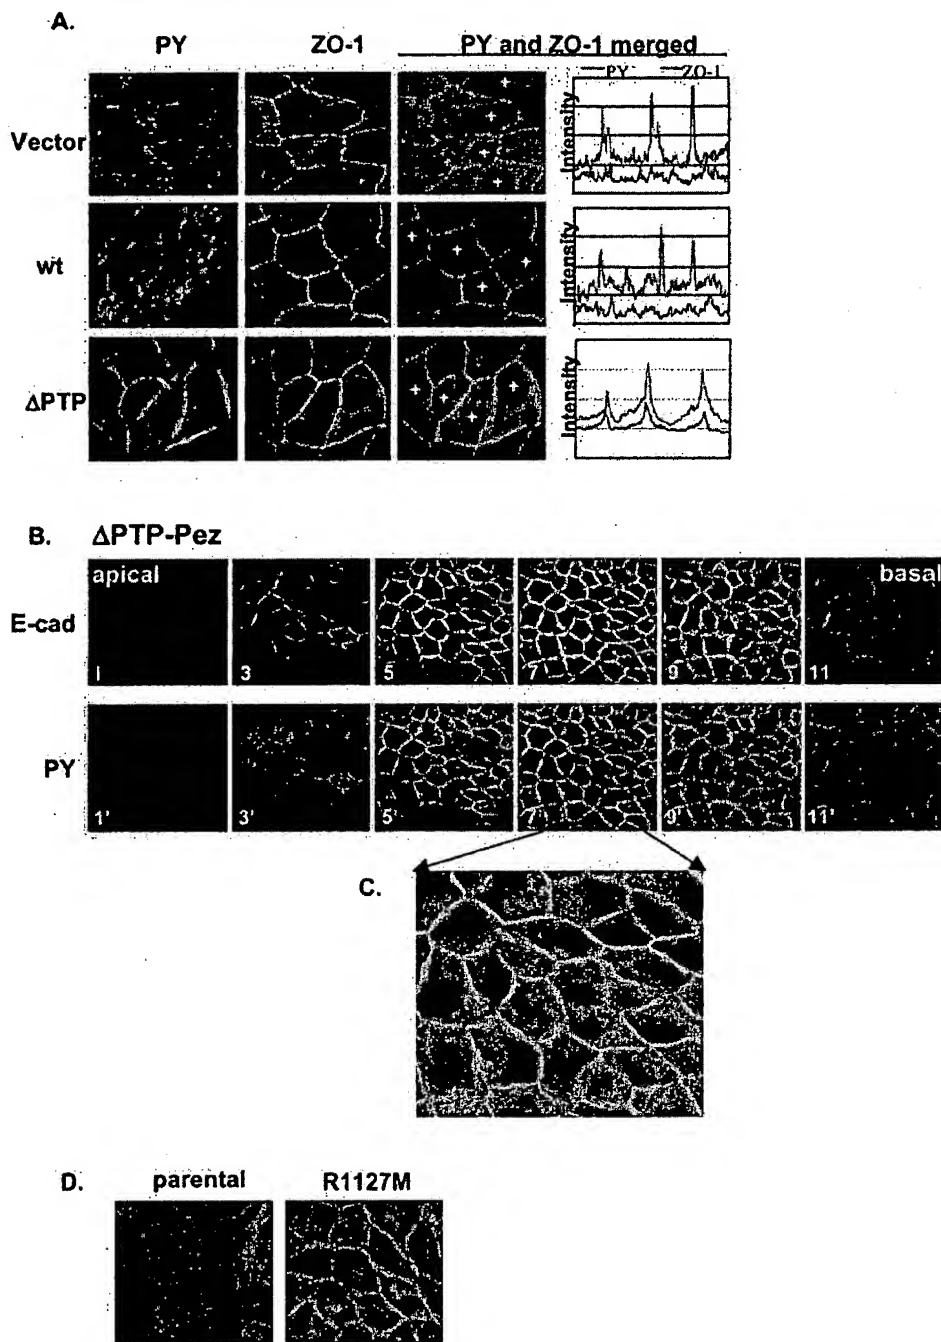 A.
PY ZO-1 PY and ZO-1 merged
PY ZO-1
Vector
Intensity
wt
Intensity
ΔPTP
Intensity
B. ΔPTP-Pez
apical basal
E-cad
1 3 5 7 9 11
PY
1' 3' 5' 7' 9' 11'
C.
D. parental R1127M